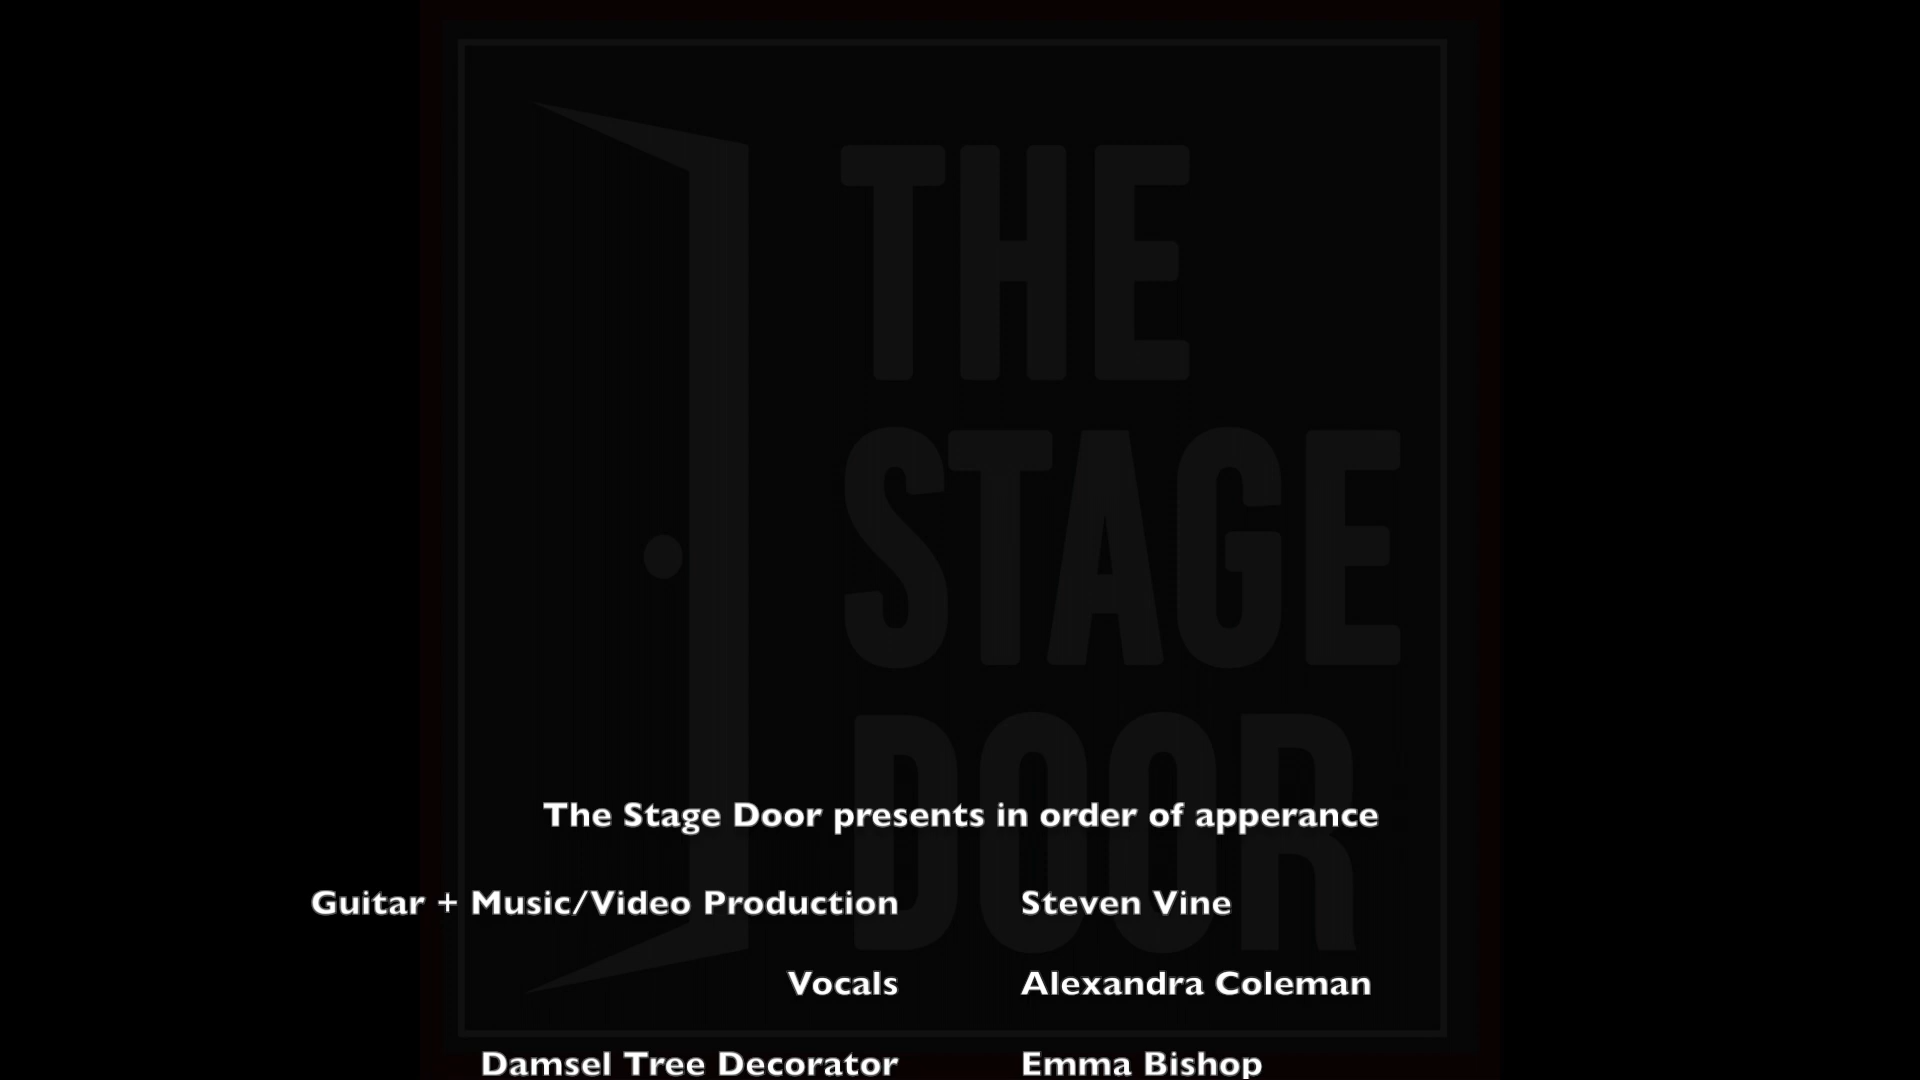 THE
STAGE
DOOR
The Stage Door presents in order of apperance
Guitar + Music/Video Production Steven Vine
Vocals Alexandra Coleman
Damsel Tree Decorator Emma Bishop